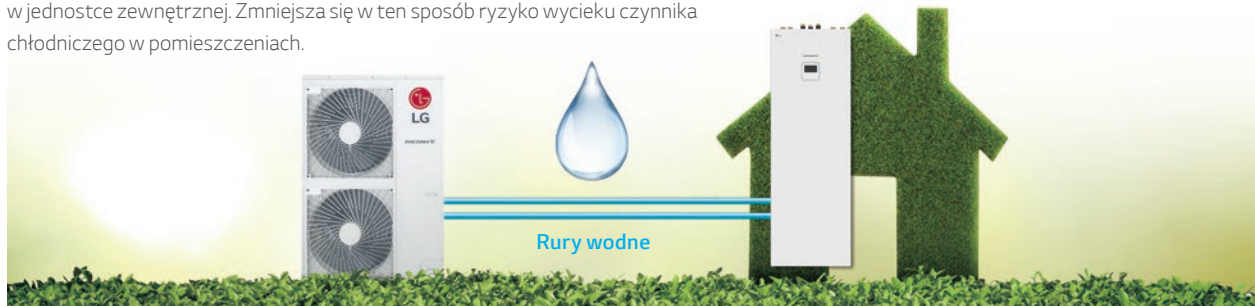 w jednostce zewnętrznej. Zmniejsza się w ten sposób ryzyko wycieku czynnika
chłodniczego w pomieszczeniach.
LG
Rury wodne